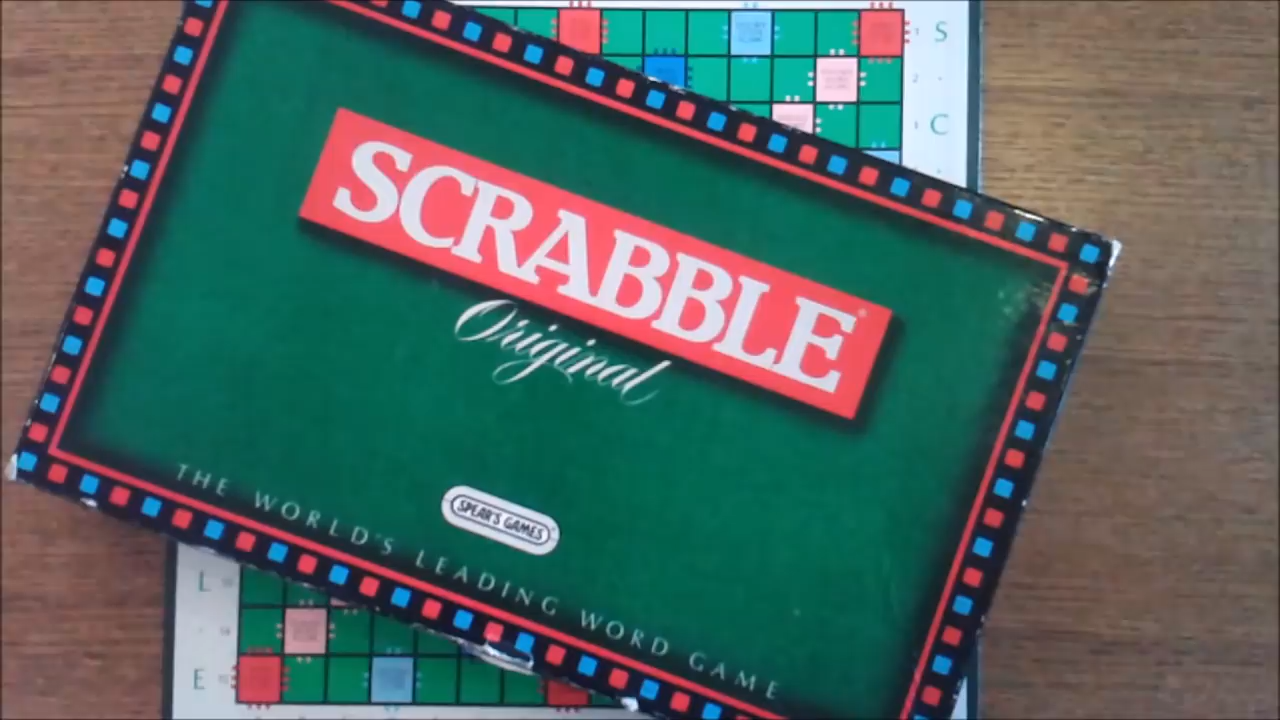 S
C
SCRABBLE®
Original
SPEAR'S GAMES
THE WORLD'S LEADING WORD GAME
L
E